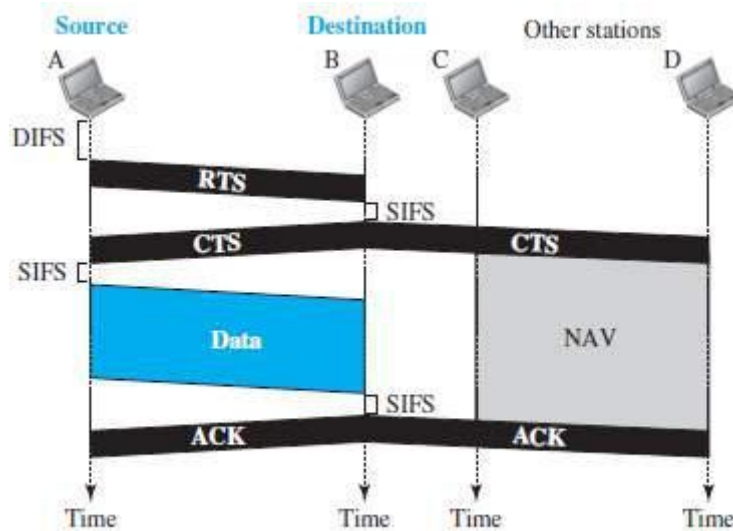 Source
Destination
Other stations
A
B
C
D
DIFS
RTS
SIFS
CTS
CTS
SIFS
Data
NAV
SIFS
ACK
ACK
Time
Time
Time
Time